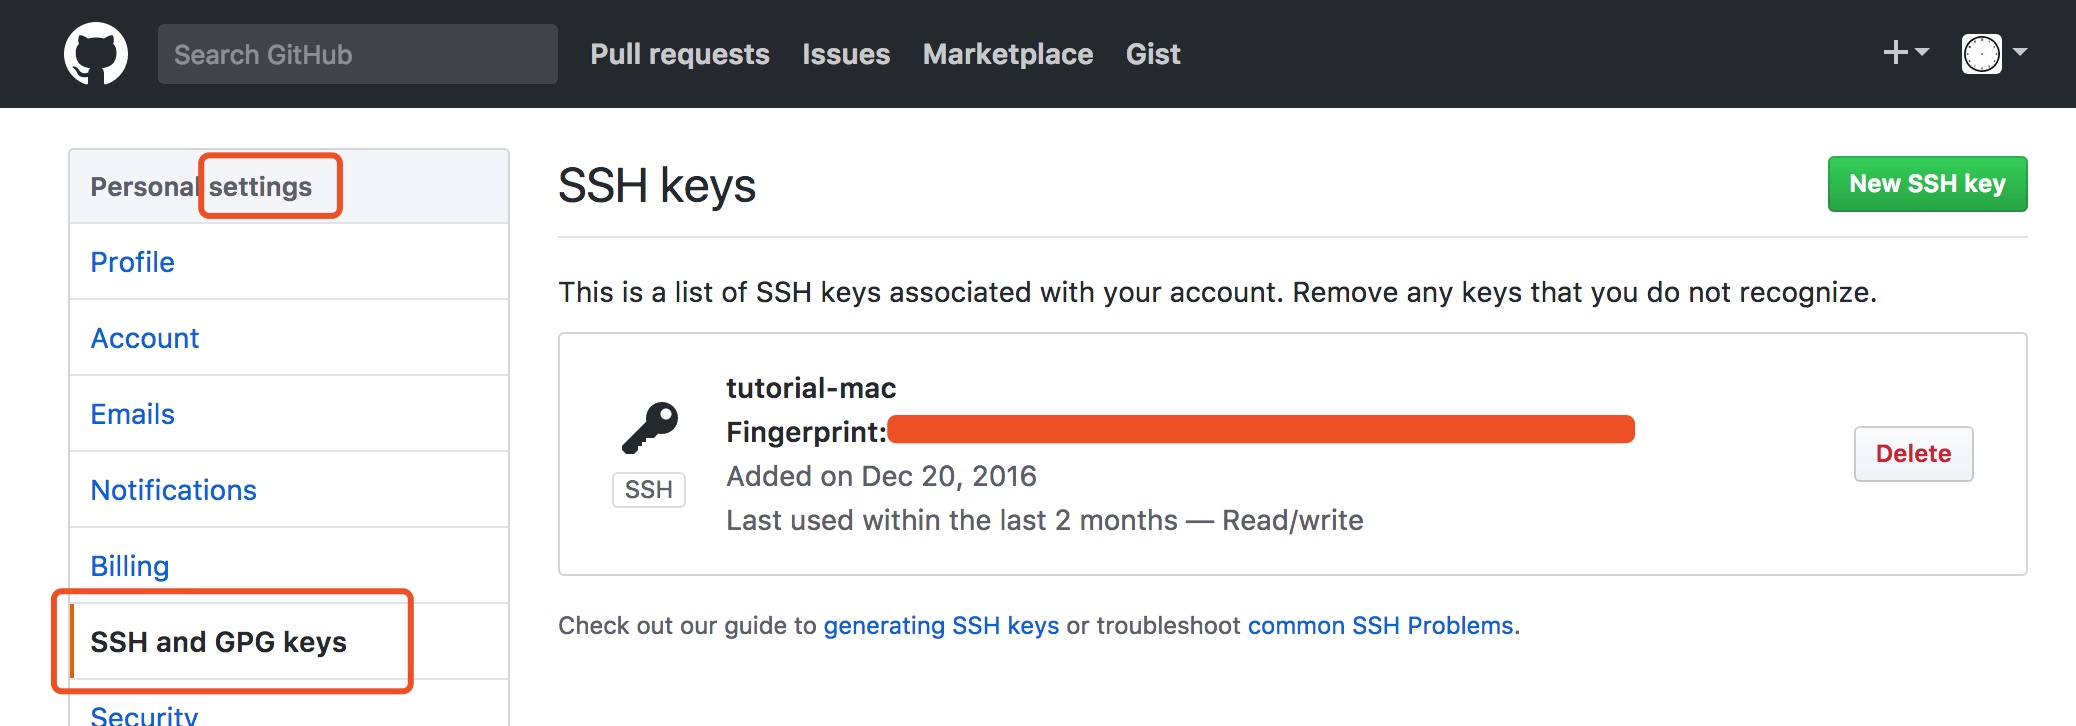 Search GitHub Pull requests Issues Marketplace Gist
Personal settings
Profile
Account
Emails
Notifications
Billing
SSH and GPG keys
Security
SSH keys
New SSH key
This is a list of SSH keys associated with your account. Remove any keys that you do not recognize.
SSH
tutorial-mac
Fingerprint:
Added on Dec 20, 2016
Last used within the last 2 months — Read/write
Delete
Check out our guide to generating SSH keys or troubleshoot common SSH Problems.